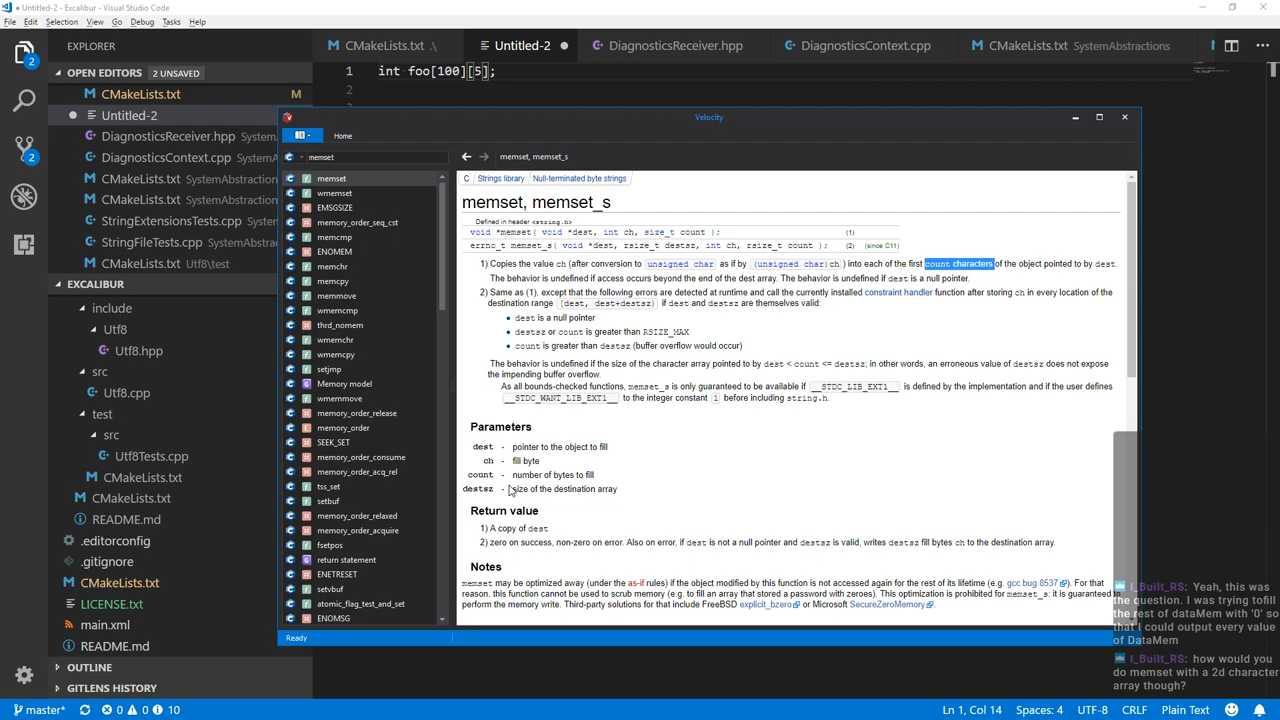 ● Untitled-2 - Excalibur - Visual Studio Code
File Edit Selection View Go Debug Tasks Help
EXPLORER
CMakeLists.txt .\
Untitled-2 ●
DiagnosticsReceiver.hpp
DiagnosticsContext.cpp
CMakeLists.txt SystemAbstractions
OPEN EDITORS 2 UNSAVED
1 int foo[100][5];
2
CMakeLists.txt M
Untitled-2
DiagnosticsReceiver.hpp System
DiagnosticsContext.cpp SystemA
CMakeLists.txt SystemAbstractions
CMakeLists.txt SystemAbstractions
StringExtensionsTests.cpp
StringFileTests.cpp SystemAbstra
CMakeLists.txt Utf8\test
EXCALIBUR
include
Utf8
Utf8.hpp
src
Utf8.cpp
test
src
Utf8Tests.cpp
CMakeLists.txt
CMakeLists.txt
README.md
.editorconfig
.gitignore
CMakeLists.txt
LICENSE.txt
main.xml
README.md
OUTLINE
GITLENS HISTORY
Velocity
Home
memset
memset, memset_s
memset
wmemset
EMSGSIZE
memory_order_seq_cst
memcmp
ENOMEM
memchr
memcpy
memmove
wmemcmp
thrd_nomem
wmemchr
wmemcpy
setjmp
Memory model
wmemmove
memory_order_release
memory_order
SEEK_SET
memory_order_consume
memory_order_acq_rel
tss_set
setbuf
memory_order_relaxed
memory_order_acquire
fsetpos
return statement
ENETRESET
setvbuf
atomic_flag_test_and_set
ENOMSG
C Strings library Null-terminated byte strings
memset, memset_s
Defined in header <string.h>
void *memset( void *dest, int ch, size_t count ); (1)
errno_t memset_s( void *dest, rsize_t destsz, int ch, rsize_t count ); (2) (since C11)
1) Copies the value ch (after conversion to unsigned char as if by (unsigned char)ch ) into each of the first count characters of the object pointed to by dest.
The behavior is undefined if access occurs beyond the end of the dest array. The behavior is undefined if dest is a null pointer.
2) Same as (1), except that the following errors are detected at runtime and call the currently installed constraint handler function after storing ch in every location of the
destination range [dest, dest+destsz) if dest and destsz are themselves valid:
• dest is a null pointer
• destsz or count is greater than RSIZE_MAX
• count is greater than destsz (buffer overflow would occur)
The behavior is undefined if the size of the character array pointed to by dest < count <= destsz; in other words, an erroneous value of destsz does not expose
the impending buffer overflow.
As all bounds-checked functions, memset_s is only guaranteed to be available if __STDC_LIB_EXT1__ is defined by the implementation and if the user defines
__STDC_WANT_LIB_EXT1__ to the integer constant 1 before including string.h.
Parameters
dest - pointer to the object to fill
ch - fill byte
count - number of bytes to fill
destsz - size of the destination array
Return value
1) A copy of dest
2) zero on success, non-zero on error. Also on error, if dest is not a null pointer and destsz is valid, writes destsz fill bytes ch to the destination array.
Notes
memset may be optimized away (under the as-if rules) if the object modified by this function is not accessed again for the rest of its lifetime (e.g. gcc bug 8537). For that
reason, this function cannot be used to scrub memory (e.g. to fill an array that stored a password with zeroes). This optimization is prohibited for memset_s: it is guaranteed to
perform the memory write. Third-party solutions for that include FreeBSD explicit_bzero or Microsoft SecureZeroMemory.
Ready
I_Built_RS: Yeah, this was
the question. I was trying tofill
the rest of dataMem with '0' so
that I could output every value
of DataMem
I_Built_RS: how would you
do memset with a 2d character
array though?
master* 0 0 10
Ln 1, Col 14 Spaces: 4 UTF-8 CRLF Plain Text